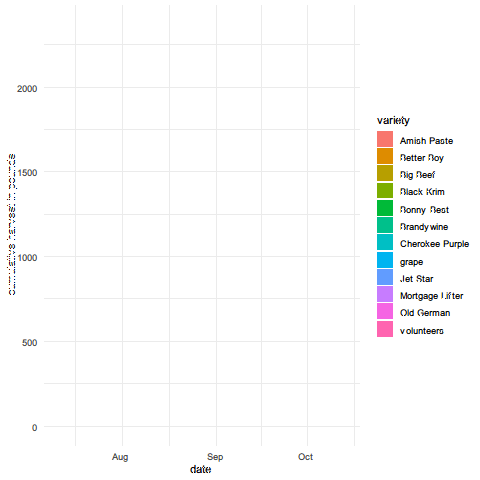 variety
Amish Paste
Better Boy
Big Beef
Black Krim
Bonny Best
Brandywine
Cherokee Purple
grape
Jet Star
Mortgage Lifter
Old German
volunteers
2000
1500
1000
500
0
cumulative harvest in pounds
Aug Sep Oct
date